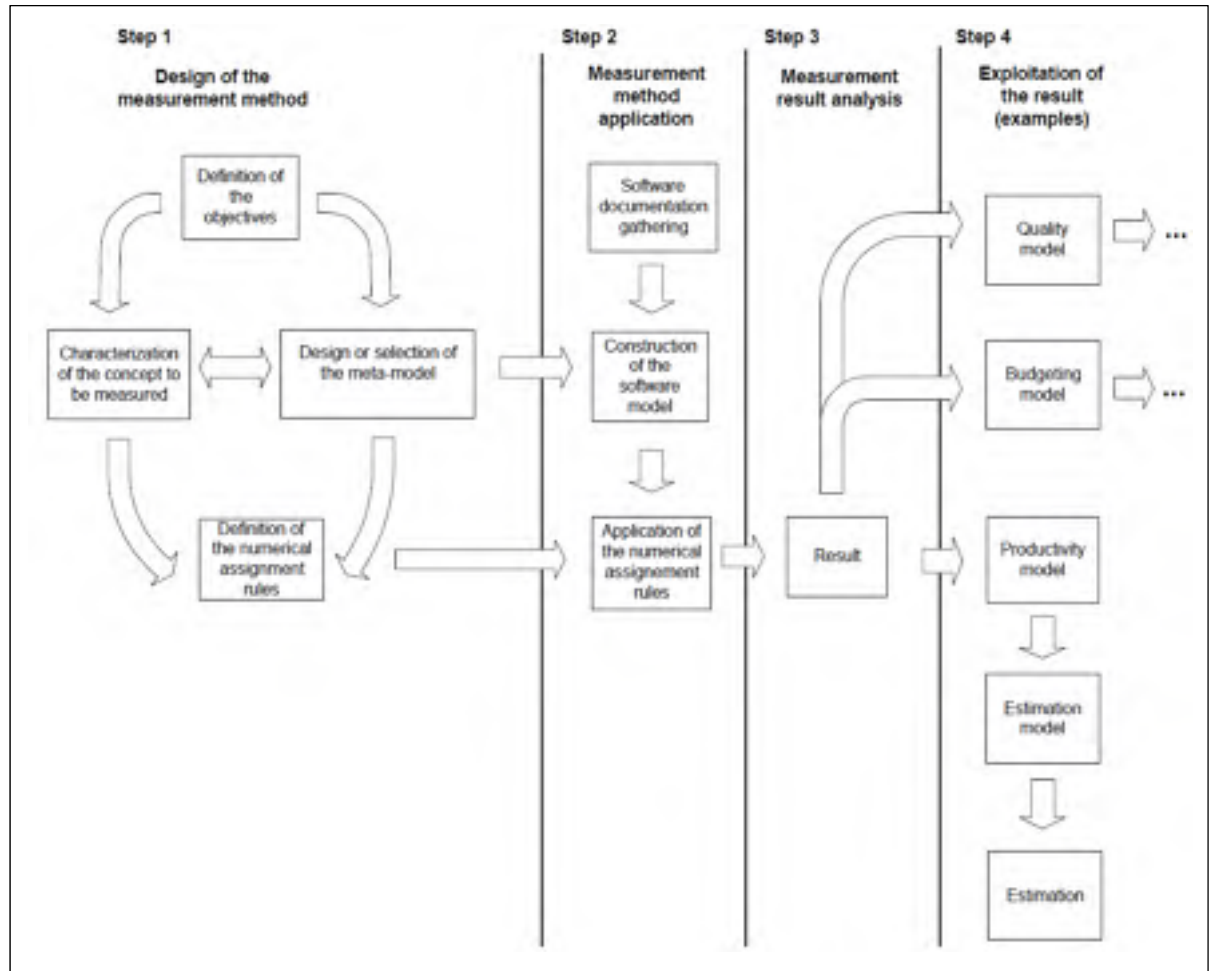 Step 1
Design of the
measurement method
Definition of
the
objectives
Characterization
of the concept to
be measured
Design or selection of
the meta-model
Definition of
the numerical
assignment
rules
Step 2
Measurement
method
application
Software
documentation
gathering
Construction
of the
software
model
Application of
the numerical
assignement
rules
Step 3
Measurement
result analysis
Result
Step 4
Exploitation of
the result
(examples)
Quality
model
...
Budgeting
model
...
Productivity
model
Estimation
model
Estimation